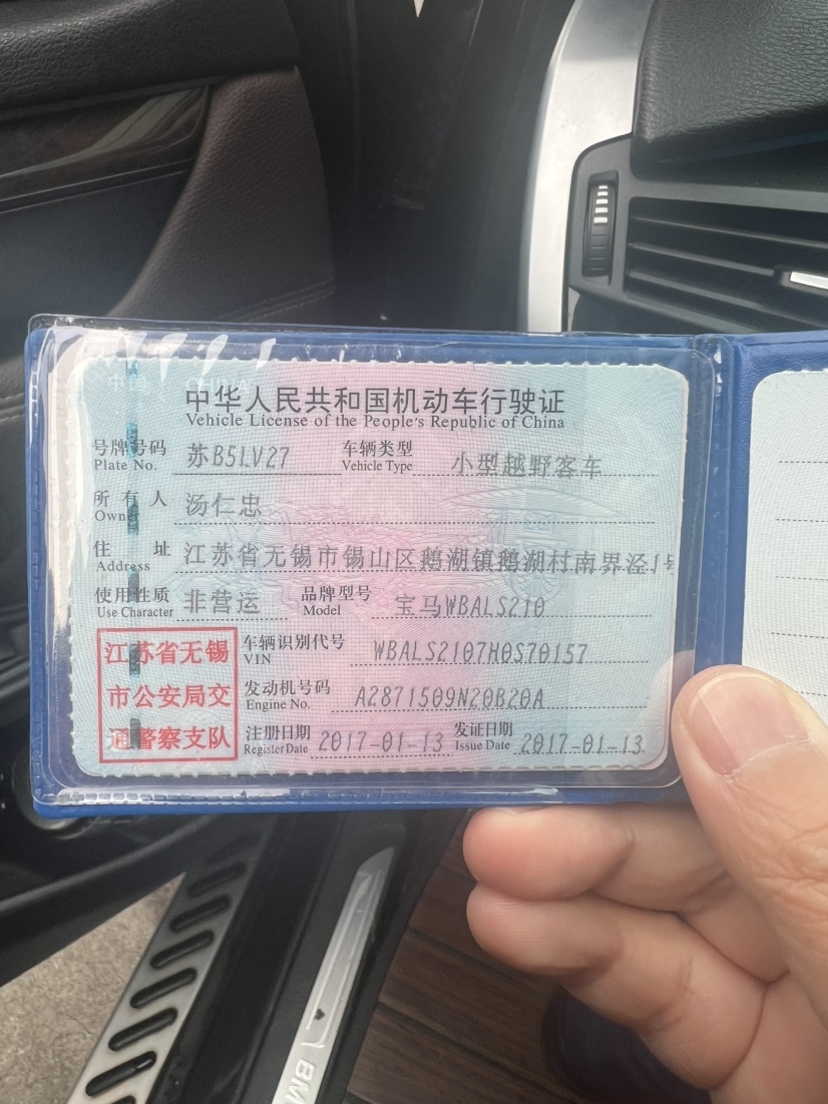 中华人民共和国机动车行驶证
Vehicle License of the People's Republic of China
号牌号码 苏B5LV27 车辆类型 小型越野客车
Plate No. Vehicle Type
所有人 汤仁忠
Owner
住址 江苏省无锡市锡山区鹅湖镇鹅湖村南界泾1号
Address
使用性质 非营运 品牌型号 宝马WBALS210
Use Character Model
江苏省无锡
市公安局交
通警察支队
车辆识别代号 WBALS2107H0S70157
VIN
发动机号码 A2871509N20B20A
Engine No.
注册日期 2017-01-13 发证日期 2017-01-13
Register Date Issue Date
BM